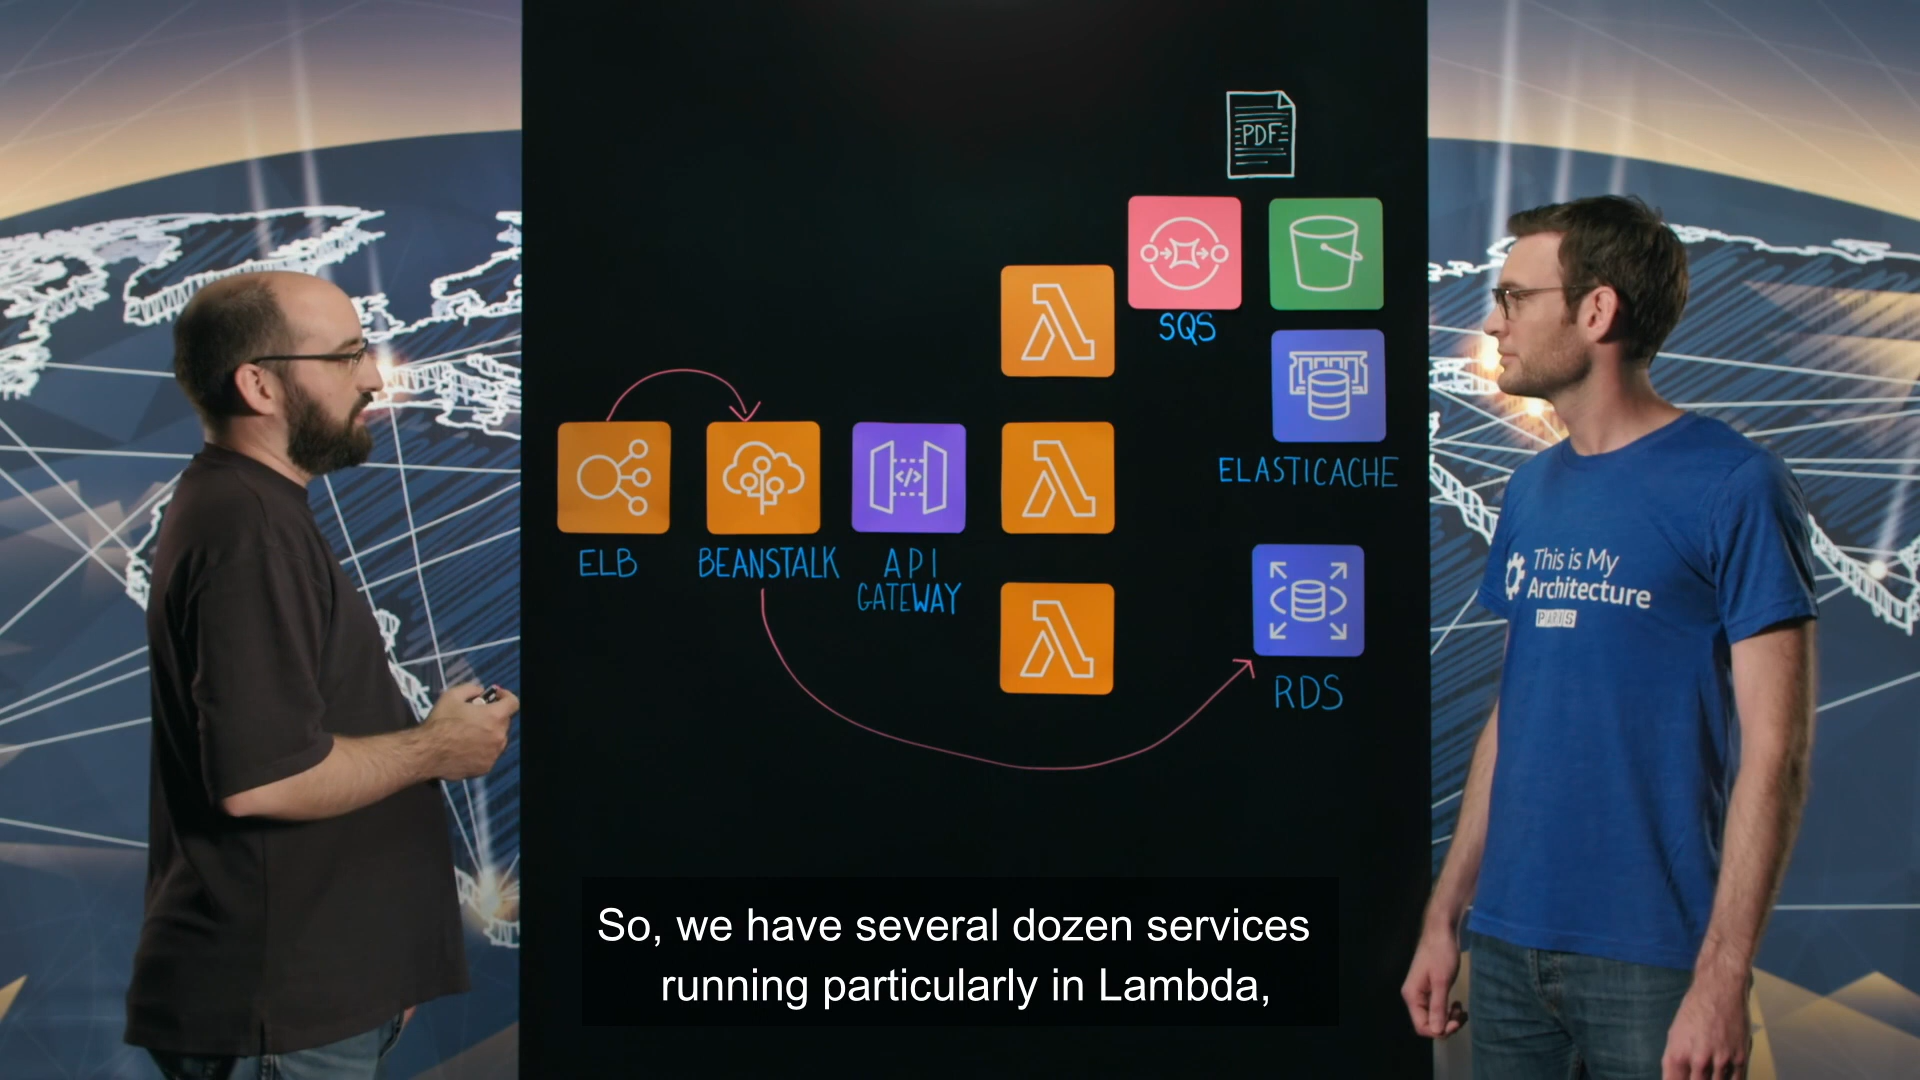 PDF
SQS
ELASTICACHE
ELB
BEANSTALK
API
GATEWAY
RDS
This is My
Architecture
PARIS
So, we have several dozen services
running particularly in Lambda,